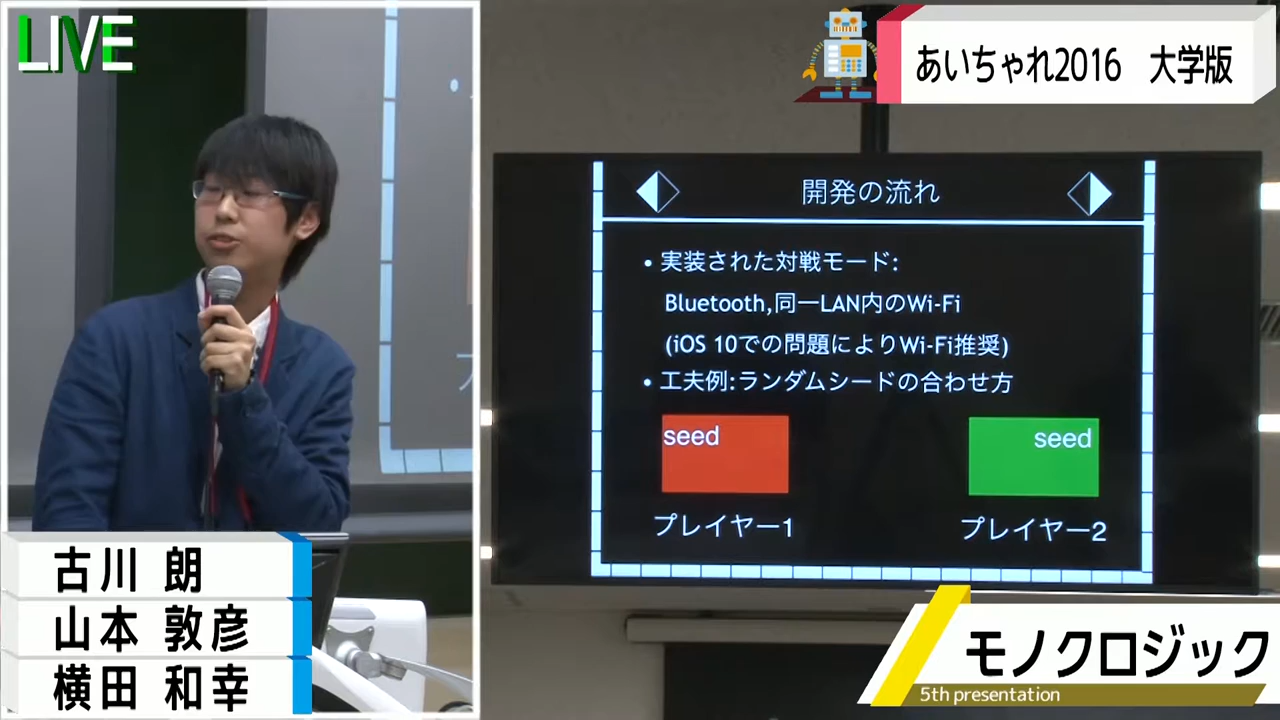 LIVE
あいちゃれ2016 大学版
開発の流れ
• 実装された対戦モード:
Bluetooth,同一LAN内のWi-Fi
(iOS 10での問題によりWi-Fi推奨)
• 工夫例:ランダムシードの合わせ方
seed
seed
プレイヤー1
プレイヤー2
古川 朗
山本 敦彦
横田 和幸
モノクロジック
5th presentation